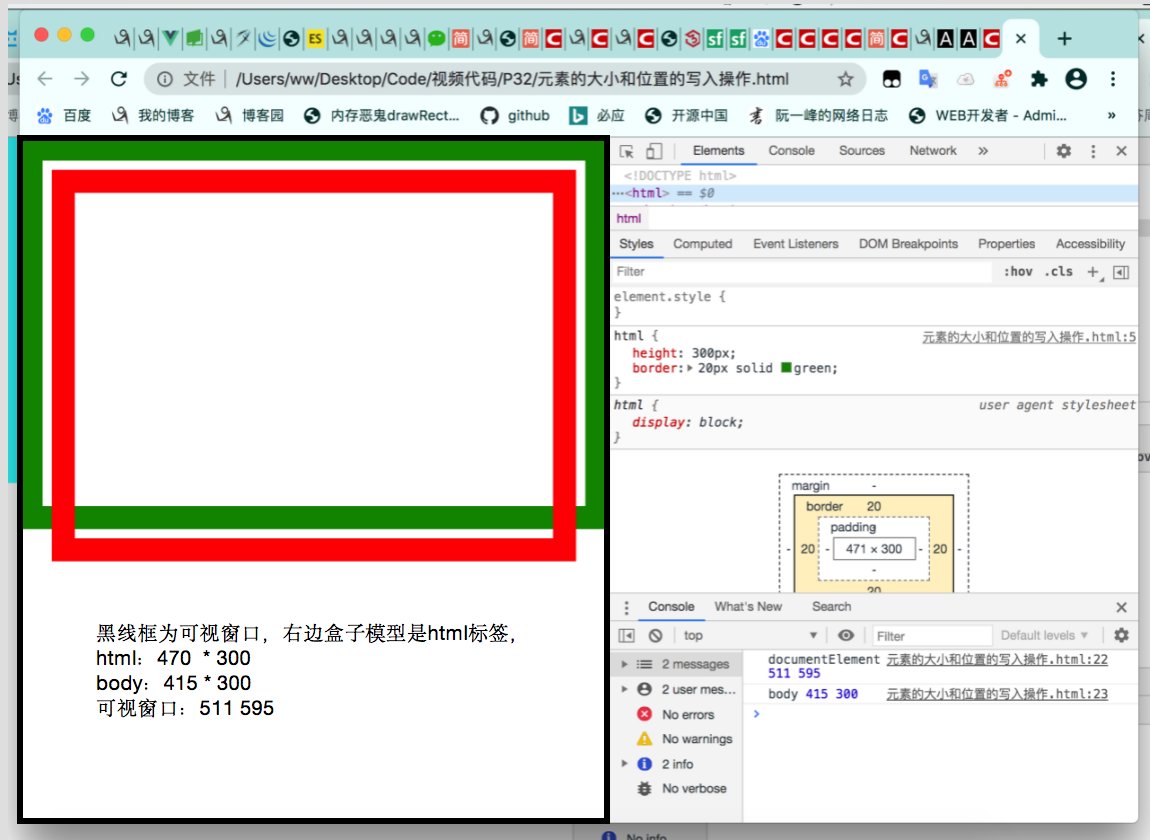 ES
简
简
sf
sf
简
A
A
文件 /Users/ww/Desktop/Code/视频代码/P32/元素的大小和位置的写入操作.html
百度 我的博客 博客园 内存恶鬼drawRect... github 必应 开源中国 阮一峰的网络日志 WEB开发者 - Admi... »
Elements Console Sources Network »
<!DOCTYPE html>
···<html> == $0
html
Styles Computed Event Listeners DOM Breakpoints Properties Accessibility
Filter :hov .cls +
element.style {
}
html { 元素的大小和位置的写入操作.html:5
height: 300px;
border: 20px solid green;
}
html { user agent stylesheet
display: block;
}
margin -
border 20
padding -
- 20 - 471 × 300 - 20 -
-
20
黑线框为可视窗口，右边盒子模型是html标签，
html：470 * 300
body：415 * 300
可视窗口：511 595
Console What's New Search
top Filter Default levels
2 messages
2 user mes...
No errors
No warnings
2 info
No verbose
documentElement 元素的大小和位置的写入操作.html:22
511 595
body 415 300 元素的大小和位置的写入操作.html:23
No info